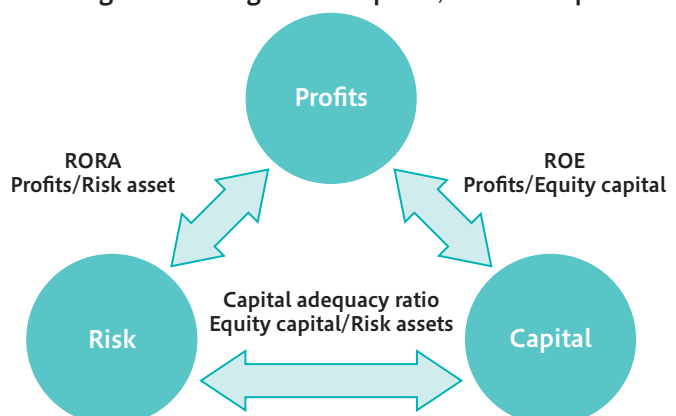 Profits
RORA
Profits/Risk asset
ROE
Profits/Equity capital
Capital adequacy ratio
Equity capital/Risk assets
Risk
Capital